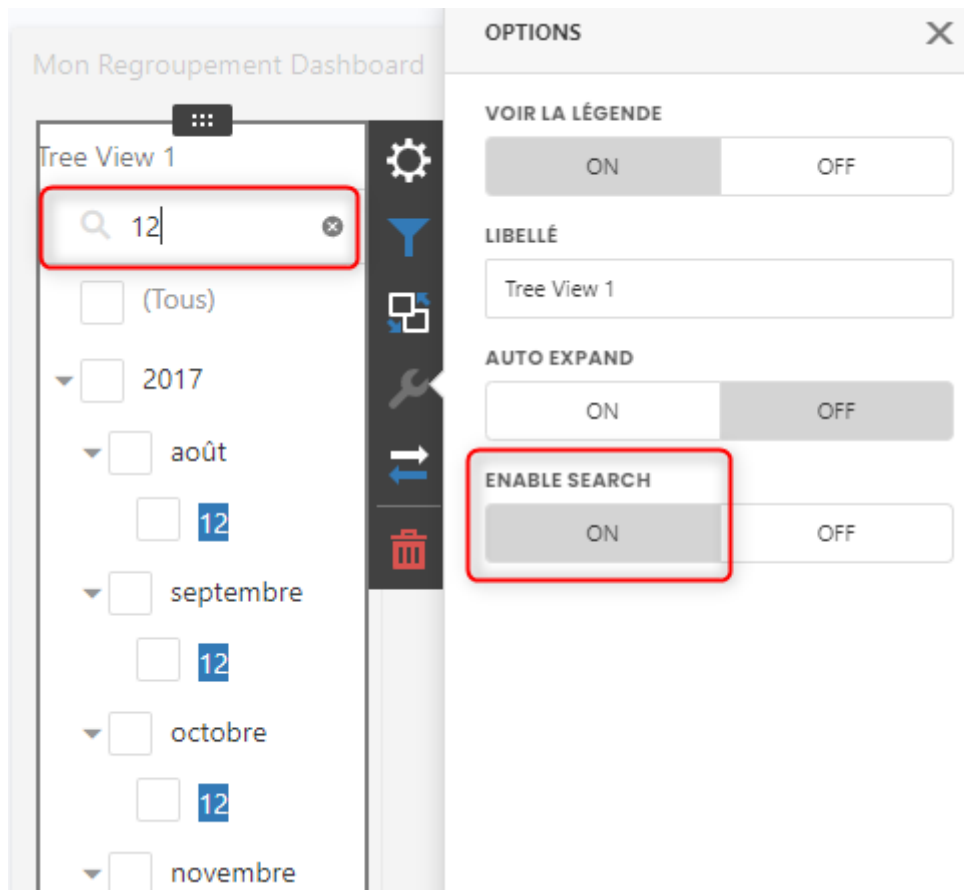 Mon Regroupement Dashboard
Tree View 1
12
(Tous)
2017
août
12
septembre
12
octobre
12
novembre
OPTIONS
VOIR LA LÉGENDE
ON OFF
LIBELLÉ
Tree View 1
AUTO EXPAND
ON OFF
ENABLE SEARCH
ON OFF